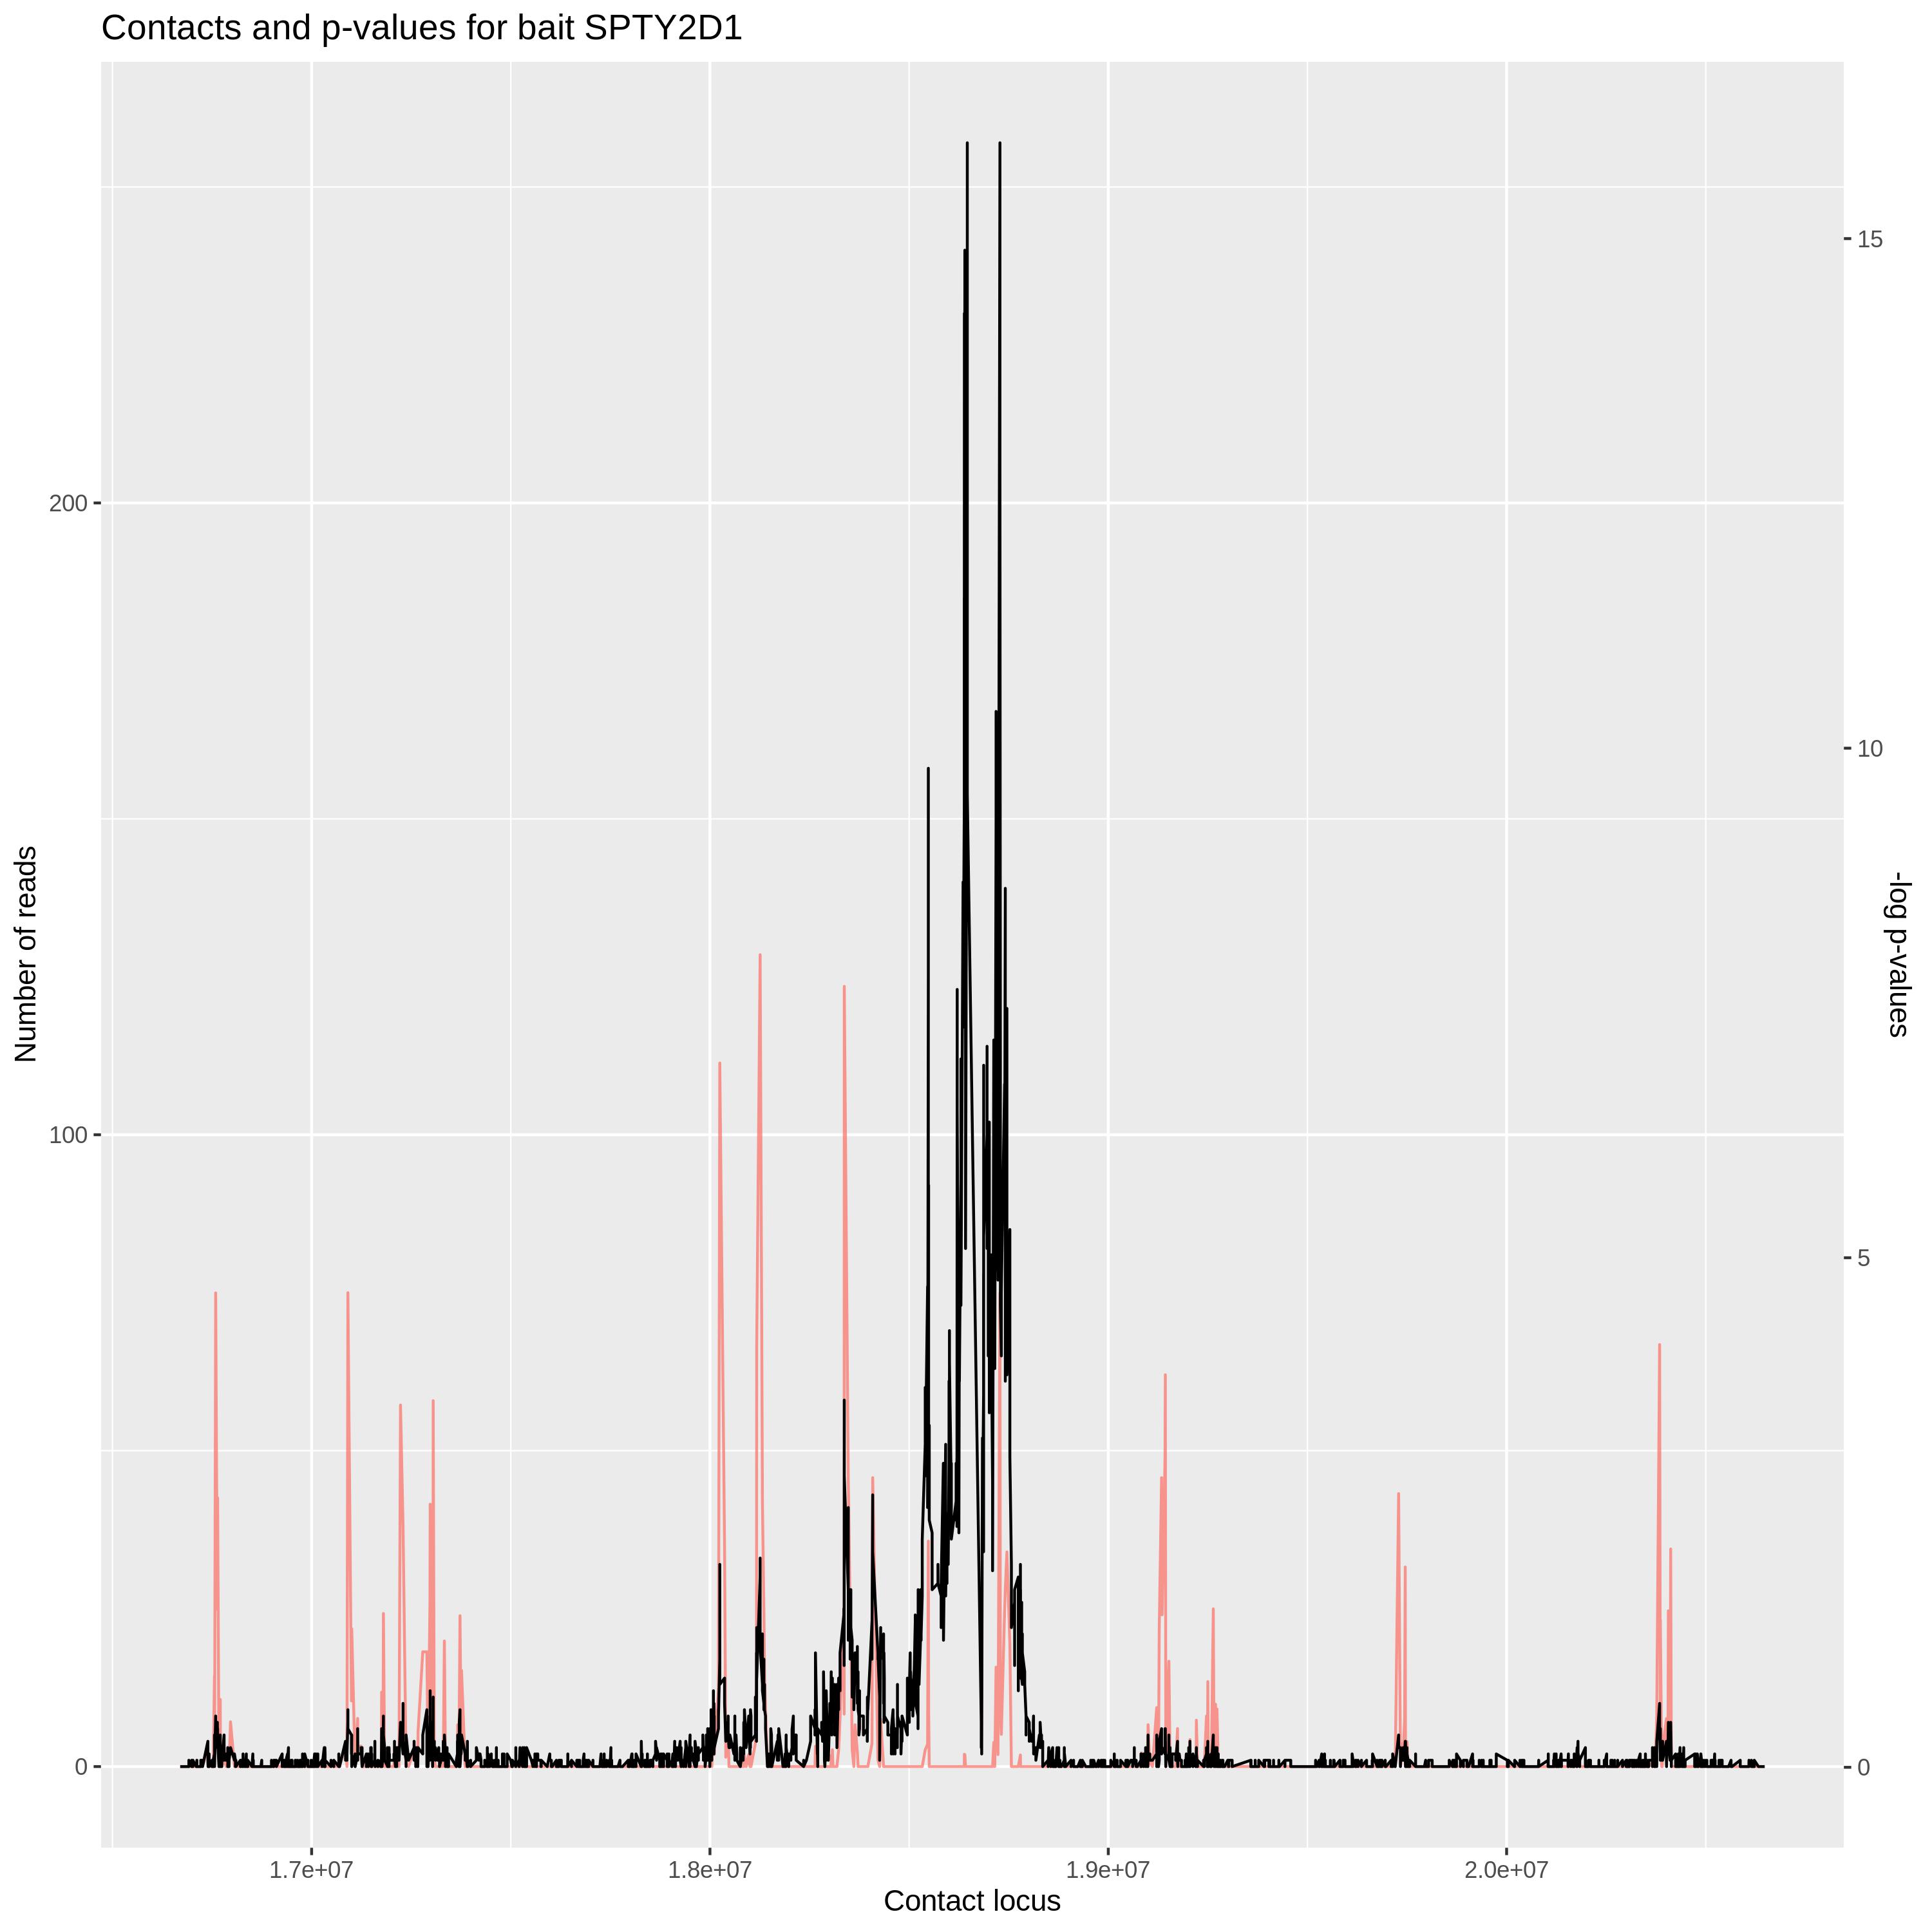 Contacts and p-values for bait SPTY2D1
Number of reads
200
100
0
15
10
5
0
-log p-values
1.7e+07
1.8e+07
1.9e+07
2.0e+07
Contact locus